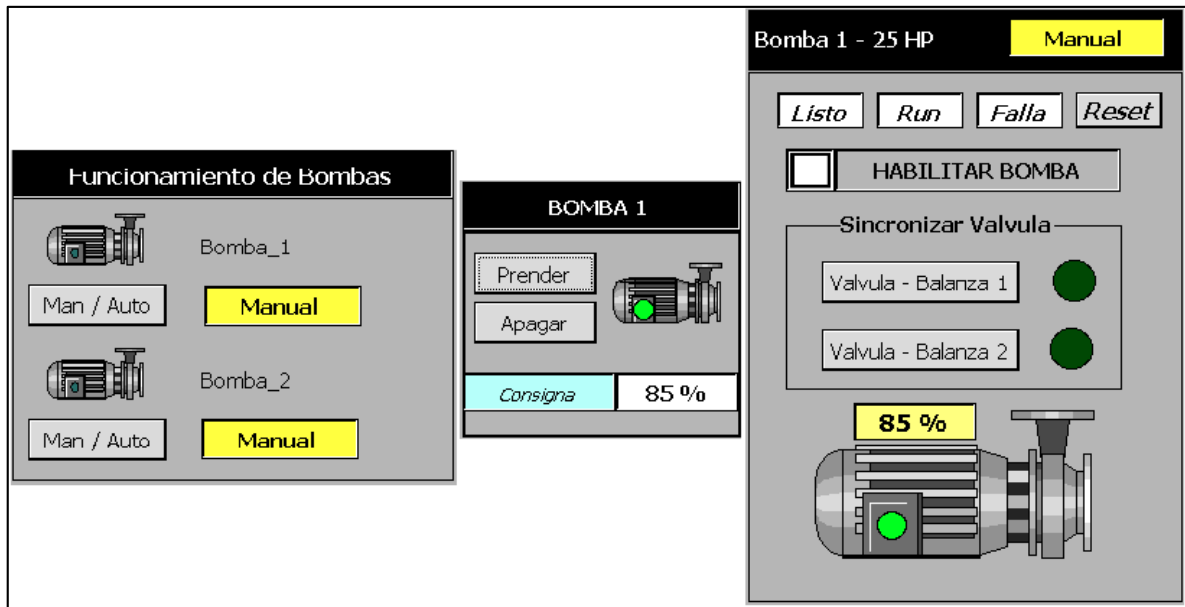 Funcionamiento de Bombas
Bomba_1
Man / Auto
Manual
Bomba_2
Man / Auto
Manual
BOMBA 1
Prender
Apagar
Consigna
85 %
Bomba 1 - 25 HP
Manual
Listo
Run
Falla
Reset
HABILITAR BOMBA
Sincronizar Valvula
Valvula - Balanza 1
Valvula - Balanza 2
85 %